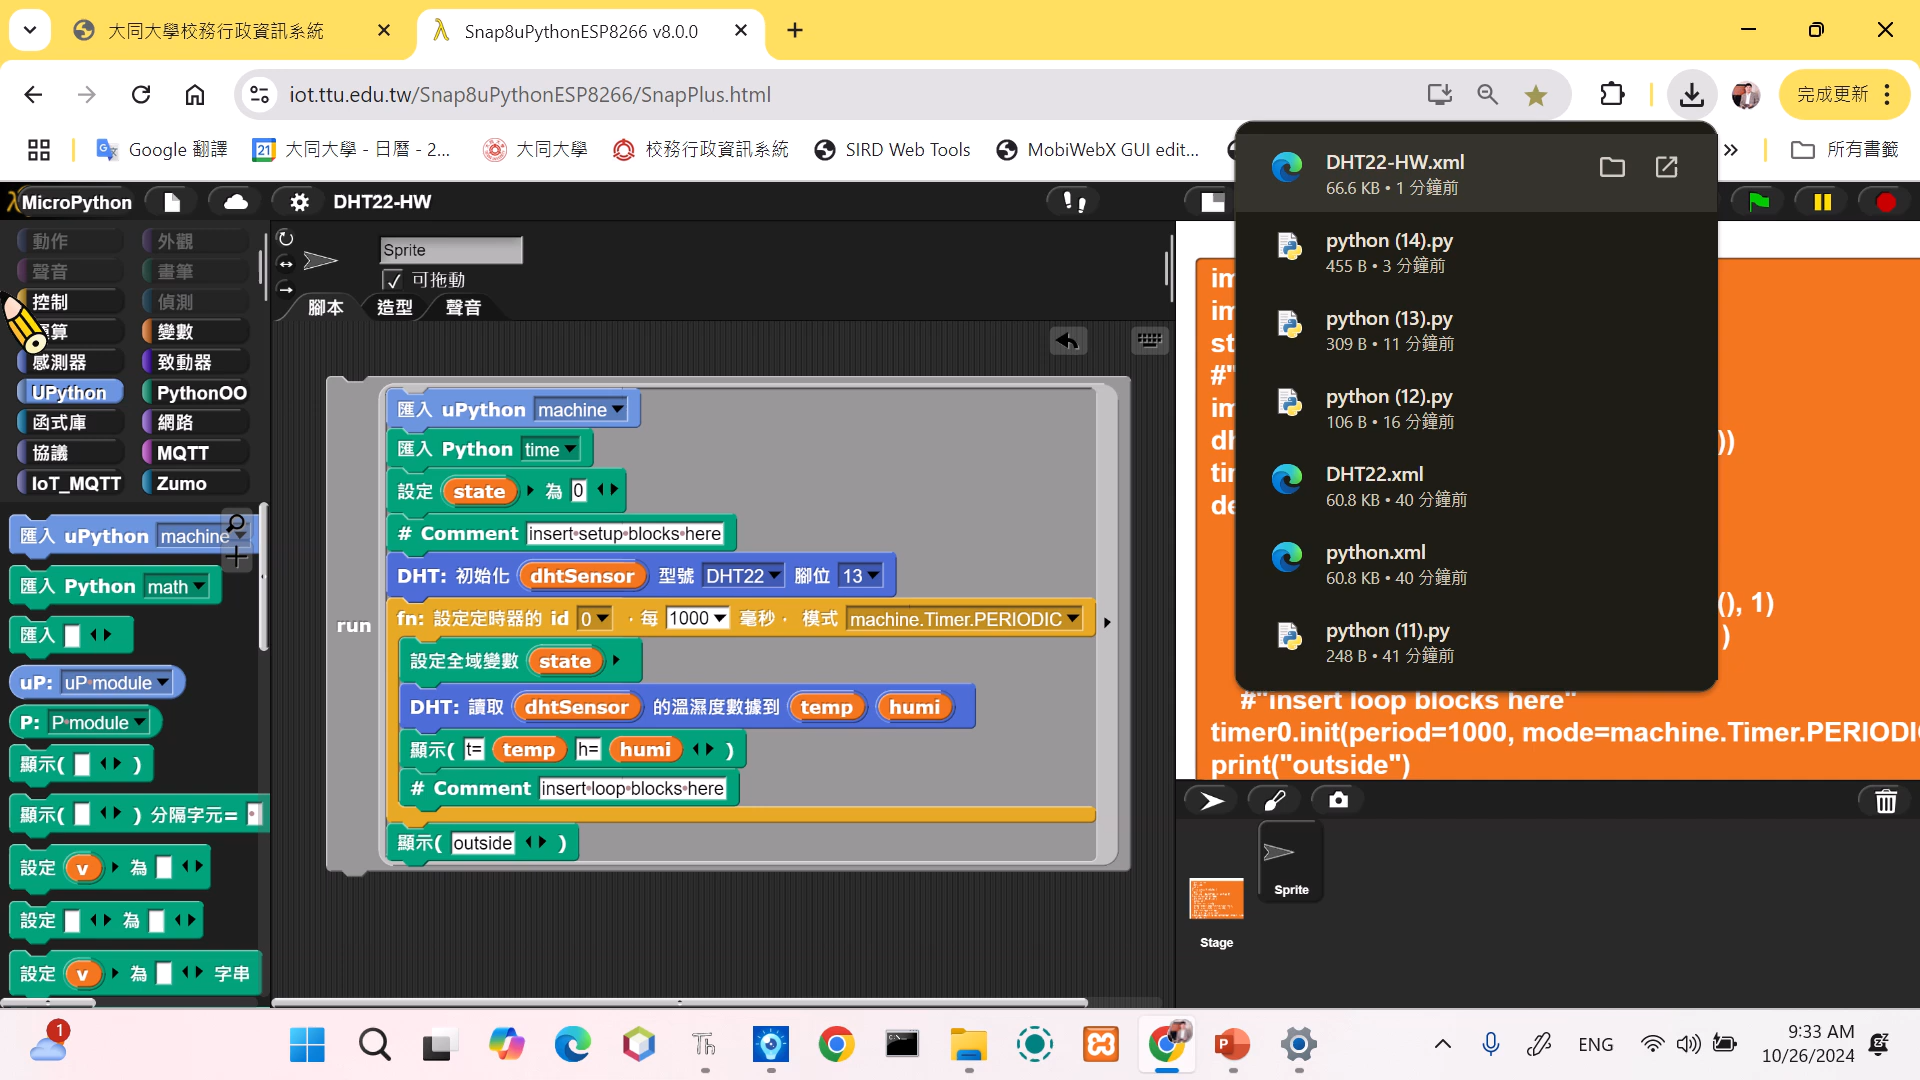 大同大學校務行政資訊系統
Snap8uPythonESP8266 v8.0.0
iot.ttu.edu.tw/Snap8uPythonESP8266/SnapPlus.html
完成更新
Google 翻譯
21
大同大學 - 日曆 - 2...
大同大學
校務行政資訊系統
SIRD Web Tools
MobiWebX GUI edit...
所有書籤
DHT22-HW.xml
66.6 KB • 1 分鐘前
python (14).py
455 B • 3 分鐘前
python (13).py
309 B • 11 分鐘前
python (12).py
106 B • 16 分鐘前
DHT22.xml
60.8 KB • 40 分鐘前
python.xml
60.8 KB • 40 分鐘前
python (11).py
248 B • 41 分鐘前
MicroPython
DHT22-HW
動作
外觀
聲音
畫筆
控制
偵測
算
變數
感測器
致動器
UPython
PythonOO
函式庫
網路
協議
MQTT
IoT_MQTT
Zumo
Sprite
可拖動
腳本
造型
聲音
匯入 uPython machine
匯入 Python math
匯入
uP: uP module
P: P module
顯示( )
顯示( ) 分隔字元=
設定 v 為
設定 為
設定 v 為 字串
run
匯入 uPython machine
匯入 Python time
設定 state 為 0
# Comment insert setup blocks here
DHT: 初始化 dhtSensor 型號 DHT22 腳位 13
fn: 設定定時器的 id 0 ，每 1000 毫秒， 模式 machine.Timer.PERIODIC
設定全域變數 state
DHT: 讀取 dhtSensor 的溫濕度數據到 temp humi
顯示( t= temp h= humi )
# Comment insert loop blocks here
顯示( outside )
im
im
st
#"
im
dh
))
tir
de
(), 1)
)
#"insert loop blocks here"
timer0.init(period=1000, mode=machine.Timer.PERIODI
print("outside")
Sprite
Stage
1
ENG
9:33 AM
10/26/2024